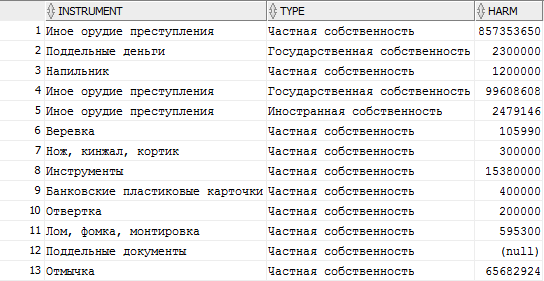 INSTRUMENT TYPE HARM
1 Иное орудие преступления Частная собственность 857353650
2 Поддельные деньги Государственная собственность 2300000
3 Напильник Частная собственность 1200000
4 Иное орудие преступления Государственная собственность 99608608
5 Иное орудие преступления Иностранная собственность 2479146
6 Веревка Частная собственность 105990
7 Нож, кинжал, кортик Частная собственность 300000
8 Инструменты Частная собственность 15380000
9 Банковские пластиковые карточки Частная собственность 400000
10 Отвертка Частная собственность 200000
11 Лом, фомка, монтировка Частная собственность 595300
12 Поддельные документы Частная собственность (null)
13 Отмычка Частная собственность 65682924